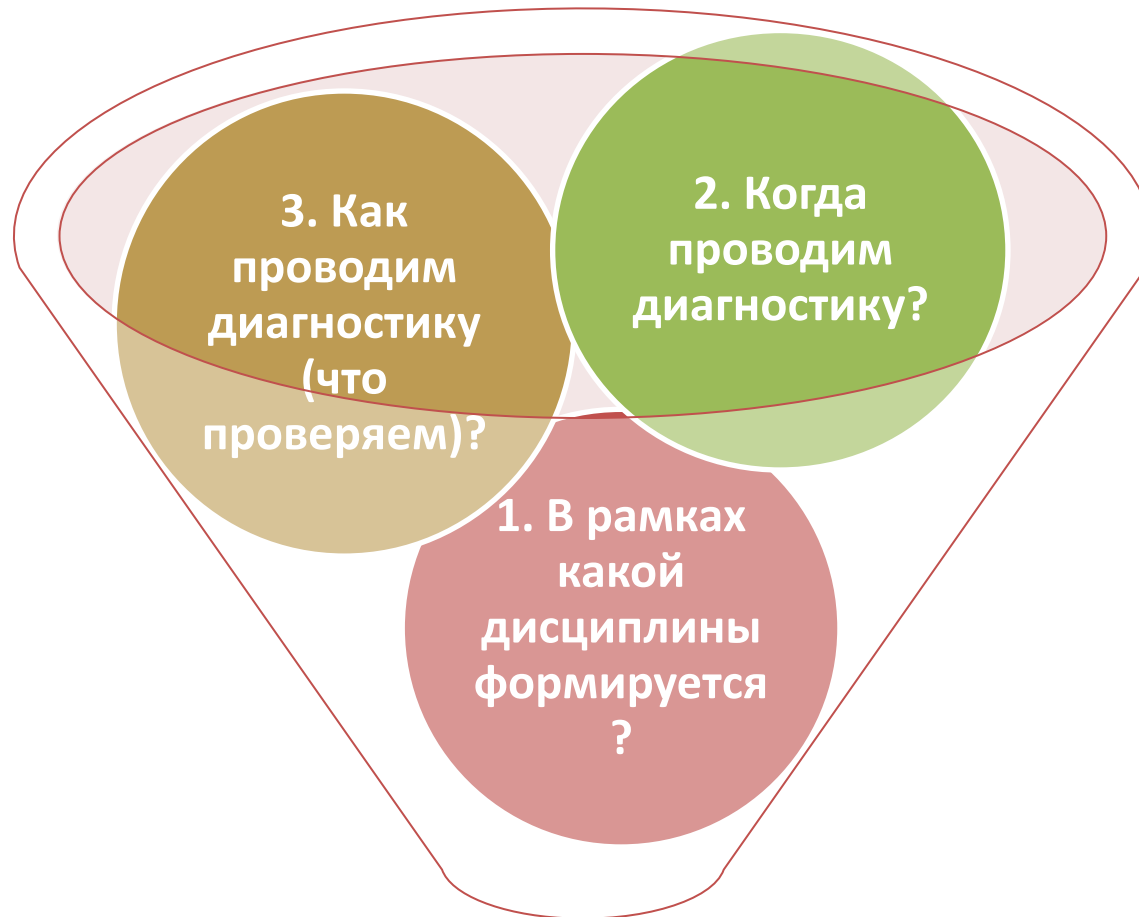 3. Как
проводим
диагностику
(что
проверяем)?
2. Когда
проводим
диагностику?
1. В рамках
какой
дисциплины
формируется
?